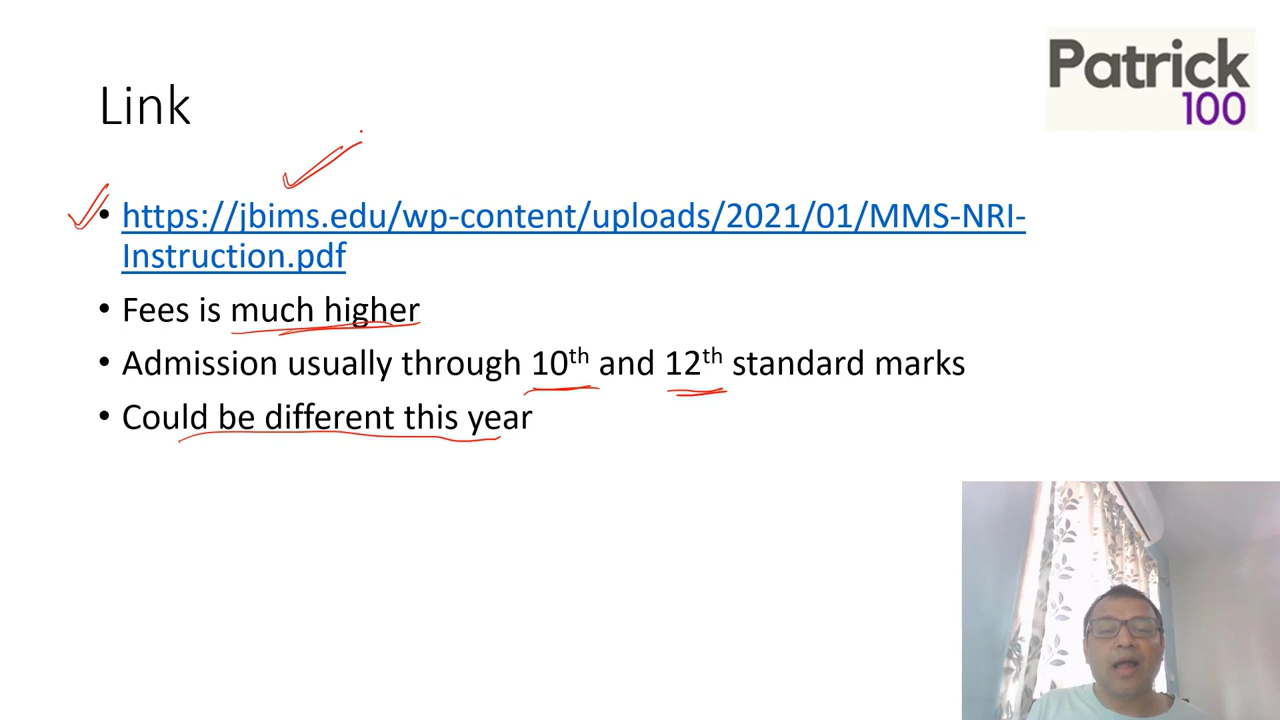 Patrick
100
Link
• https://jbims.edu/wp-content/uploads/2021/01/MMS-NRI-
Instruction.pdf
• Fees is much higher
• Admission usually through 10th and 12th standard marks
• Could be different this year